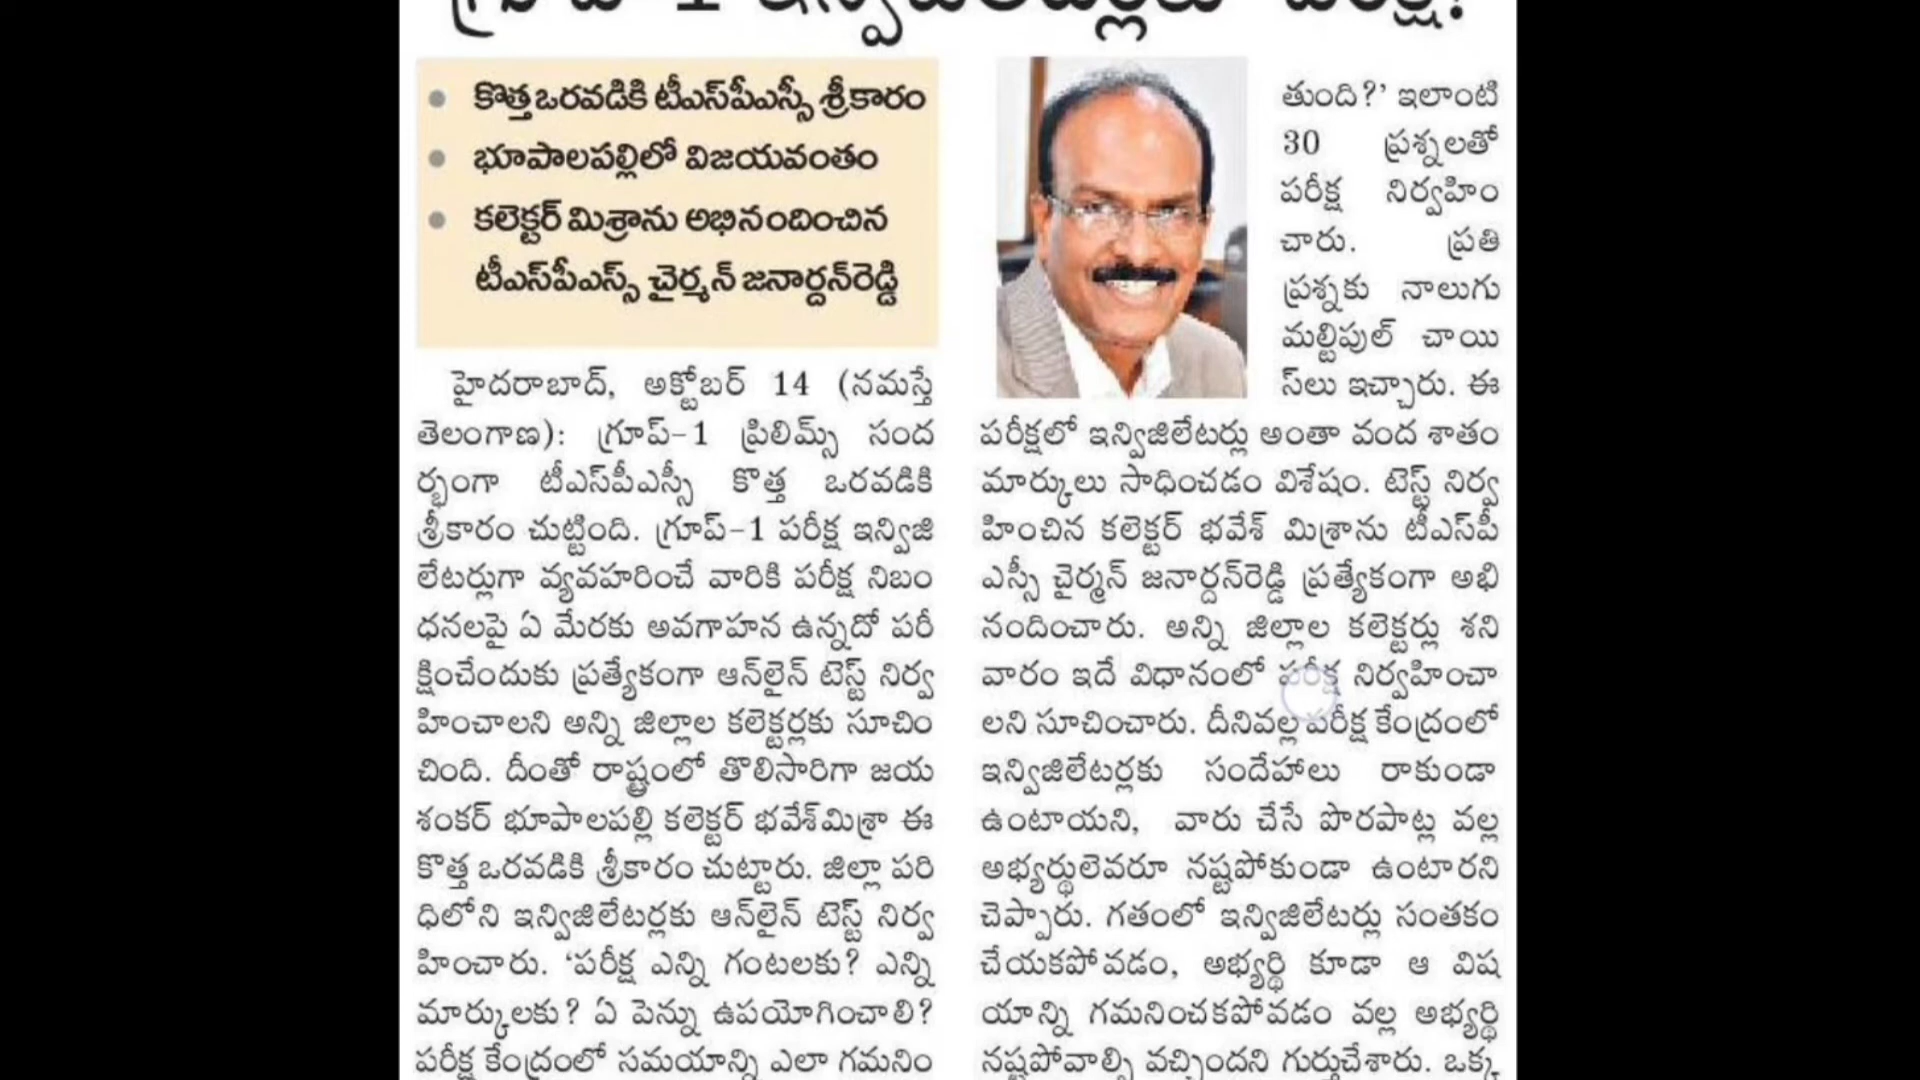 గ్రూప్-1 ఇన్విజిలేటర్లకు పరీక్ష!
కొత్త ఒరవడికి టీఎస్‌పీఎస్సీ శ్రీకారం
భూపాలపల్లిలో విజయవంతం
కలెక్టర్ మిశ్రాను అభినందించిన
టీఎస్‌పీఎస్స్ చైర్మన్ జనార్దన్‌రెడ్డి
హైదరాబాద్, అక్టోబర్ 14 (నమస్తే
తెలంగాణ): గ్రూప్-1 ప్రిలిమ్స్ సంద
ర్భంగా టీఎస్‌పీఎస్సీ కొత్త ఒరవడికి
శ్రీకారం చుట్టింది. గ్రూప్-1 పరీక్ష ఇన్విజి
లేటర్లుగా వ్యవహరించే వారికి పరీక్ష నిబం
ధనలపై ఏ మేరకు అవగాహన ఉన్నదో పరీ
క్షించేందుకు ప్రత్యేకంగా ఆన్‌లైన్ టెస్ట్ నిర్వ
హించాలని అన్ని జిల్లాల కలెక్టర్లకు సూచిం
చింది. దీంతో రాష్ట్రంలో తొలిసారిగా జయ
శంకర్ భూపాలపల్లి కలెక్టర్ భవేశ్‌మిశ్రా ఈ
కొత్త ఒరవడికి శ్రీకారం చుట్టారు. జిల్లా పరి
ధిలోని ఇన్విజిలేటర్లకు ఆన్‌లైన్ టెస్ట్ నిర్వ
హించారు. ‘పరీక్ష ఎన్ని గంటలకు? ఎన్ని
మార్కులకు? ఏ పెన్ను ఉపయోగించాలి?
పరీక్ష కేంద్రంలో సమయాన్ని ఎలా గమనిం
తుంది?’ ఇలాంటి
30 ప్రశ్నలతో
పరీక్ష నిర్వహిం
చారు. ప్రతి
ప్రశ్నకు నాలుగు
మల్టిపుల్ చాయి
స్‌లు ఇచ్చారు. ఈ
పరీక్షలో ఇన్విజిలేటర్లు అంతా వంద శాతం
మార్కులు సాధించడం విశేషం. టెస్ట్ నిర్వ
హించిన కలెక్టర్ భవేశ్ మిశ్రాను టీఎస్‌పీ
ఎస్సీ చైర్మన్ జనార్దన్‌రెడ్డి ప్రత్యేకంగా అభి
నందించారు. అన్ని జిల్లాల కలెక్టర్లు శని
వారం ఇదే విధానంలో పరీక్ష నిర్వహించా
లని సూచించారు. దీనివల్ల పరీక్ష కేంద్రంలో
ఇన్విజిలేటర్లకు సందేహాలు రాకుండా
ఉంటాయని, వారు చేసే పొరపాట్ల వల్ల
అభ్యర్థులెవరూ నష్టపోకుండా ఉంటారని
చెప్పారు. గతంలో ఇన్విజిలేటర్లు సంతకం
చేయకపోవడం, అభ్యర్థి కూడా ఆ విష
యాన్ని గమనించకపోవడం వల్ల అభ్యర్థి
నష్టపోవాల్సి వచ్చిందని గుర్తుచేశారు. ఒక్క